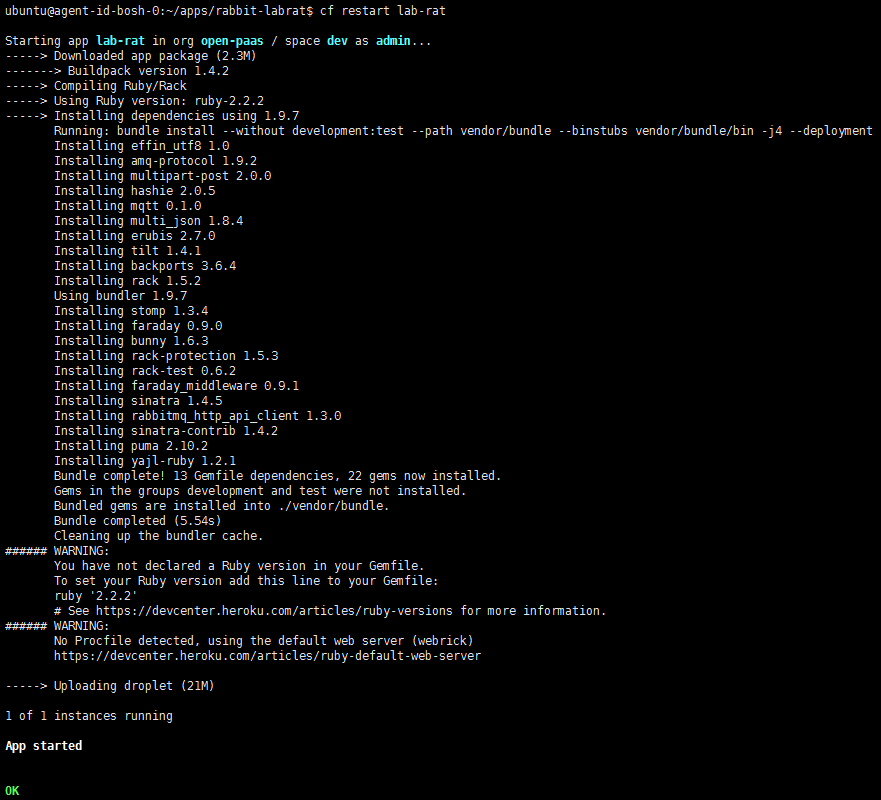 ubuntu@agent-id-bosh-0:~/apps/rabbit-labrat$ cf restart lab-rat
Starting app lab-rat in org open-paas / space dev as admin...
-----> Downloaded app package (2.3M)
-------> Buildpack version 1.4.2
-----> Compiling Ruby/Rack
-----> Using Ruby version: ruby-2.2.2
-----> Installing dependencies using 1.9.7
Running: bundle install --without development:test --path vendor/bundle --binstubs vendor/bundle/bin -j4 --deployment
Installing effin_utf8 1.0
Installing amq-protocol 1.9.2
Installing multipart-post 2.0.0
Installing hashie 2.0.5
Installing mqtt 0.1.0
Installing multi_json 1.8.4
Installing erubis 2.7.0
Installing tilt 1.4.1
Installing backports 3.6.4
Installing rack 1.5.2
Using bundler 1.9.7
Installing stomp 1.3.4
Installing faraday 0.9.0
Installing bunny 1.6.3
Installing rack-protection 1.5.3
Installing rack-test 0.6.2
Installing faraday_middleware 0.9.1
Installing sinatra 1.4.5
Installing rabbitmq_http_api_client 1.3.0
Installing sinatra-contrib 1.4.2
Installing puma 2.10.2
Installing yajl-ruby 1.2.1
Bundle complete! 13 Gemfile dependencies, 22 gems now installed.
Gems in the groups development and test were not installed.
Bundled gems are installed into ./vendor/bundle.
Bundle completed (5.54s)
Cleaning up the bundler cache.
###### WARNING:
You have not declared a Ruby version in your Gemfile.
To set your Ruby version add this line to your Gemfile:
ruby '2.2.2'
# See https://devcenter.heroku.com/articles/ruby-versions for more information.
###### WARNING:
No Procfile detected, using the default web server (webrick)
https://devcenter.heroku.com/articles/ruby-default-web-server
-----> Uploading droplet (21M)
1 of 1 instances running
App started
OK